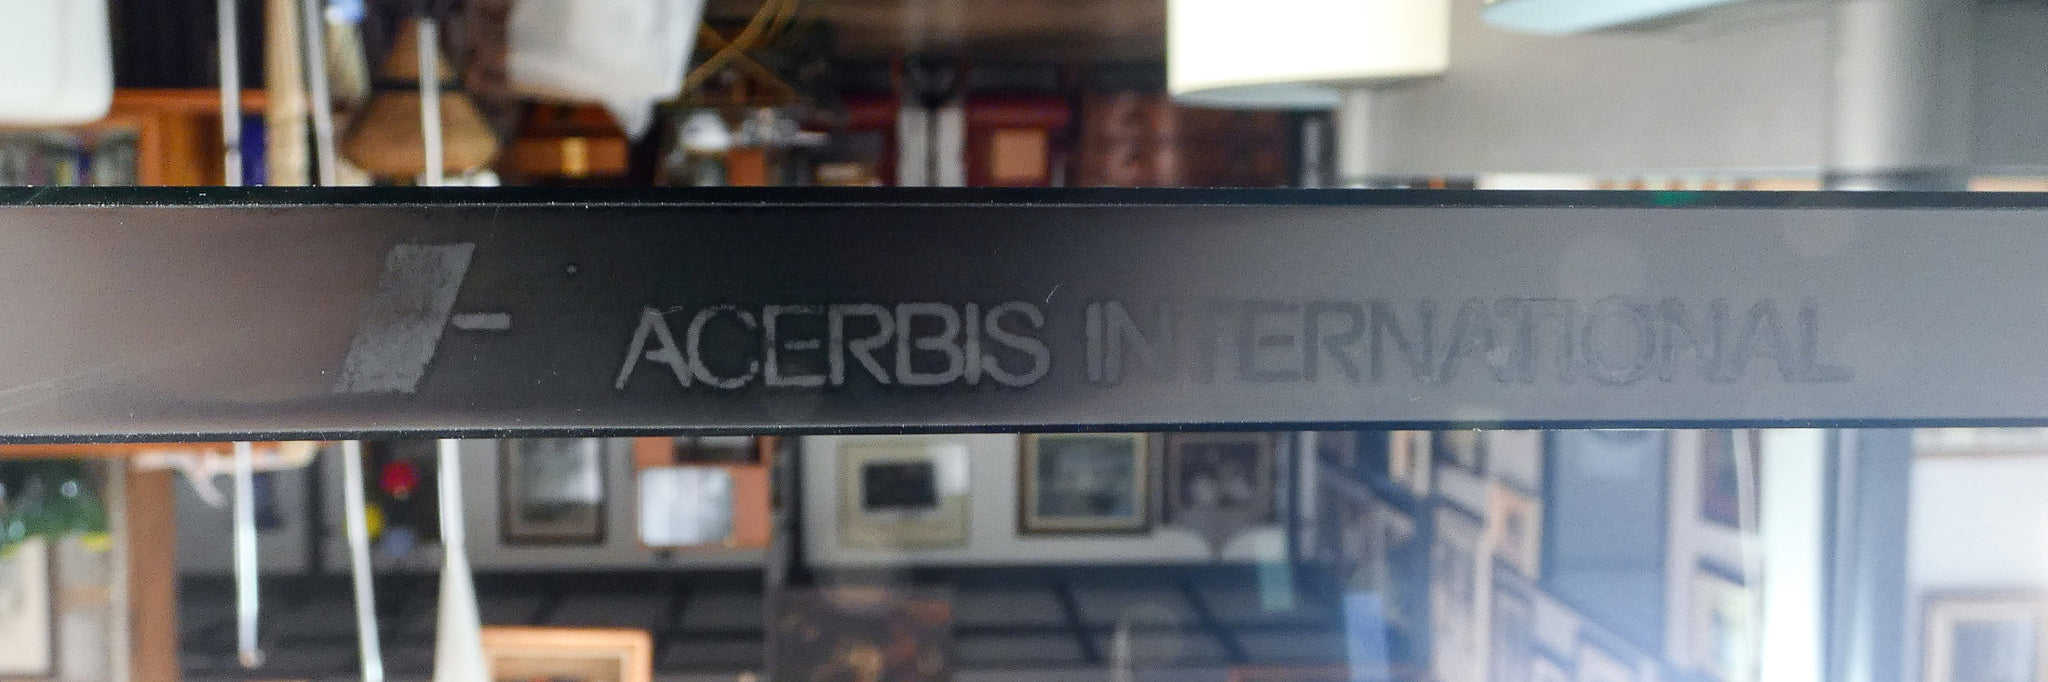 ACERBIS INTERNATIONAL